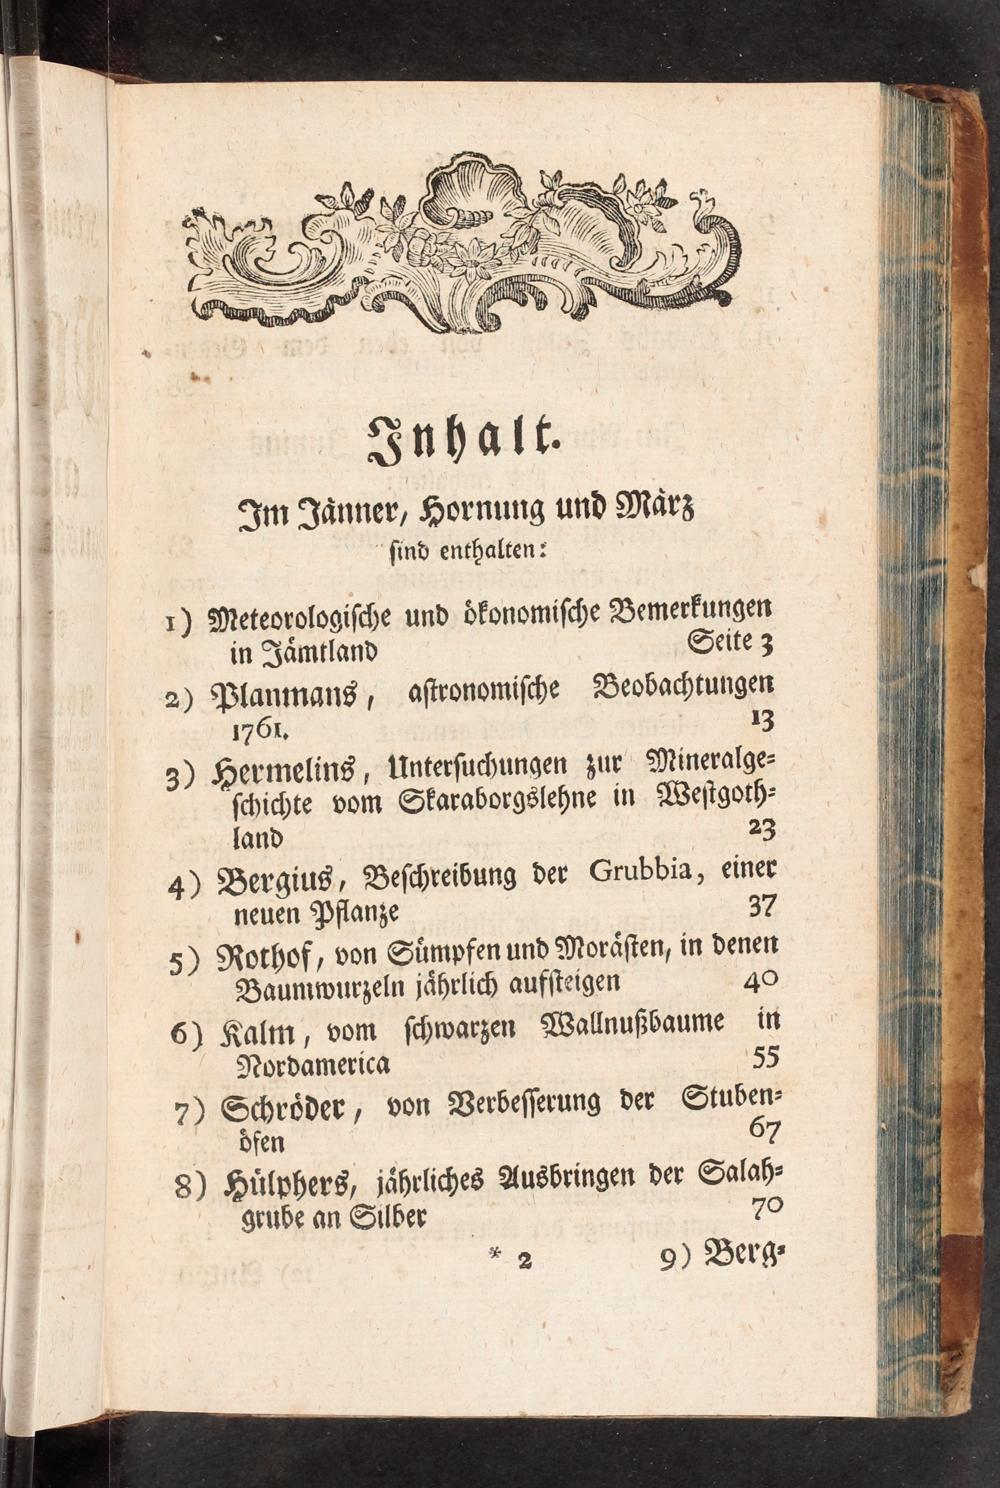 Inhalt.
Im Jänner, Hornung und März
sind enthalten:
1) Meteorologische und ökonomische Bemerkungen
in Jämtland Seite 3
2) Planmans, astronomische Beobachtungen
1761. 13
3) Hermelins, Untersuchungen zur Mineralge-
schichte vom Skaraborgslehne in Westgoth-
land 23
4) Bergius, Beschreibung der Grubbia, einer
neuen Pflanze 37
5) Rothof, von Sümpfen und Morästen, in denen
Baumwurzeln jährlich aufsteigen 40
6) Kalm, vom schwarzen Wallnußbaume in
Nordamerica 55
7) Schröder, von Verbesserung der Stuben-
öfen 67
8) Hülphers, jährliches Ausbringen der Salah-
grube an Silber 70
* 2 9) Berg-